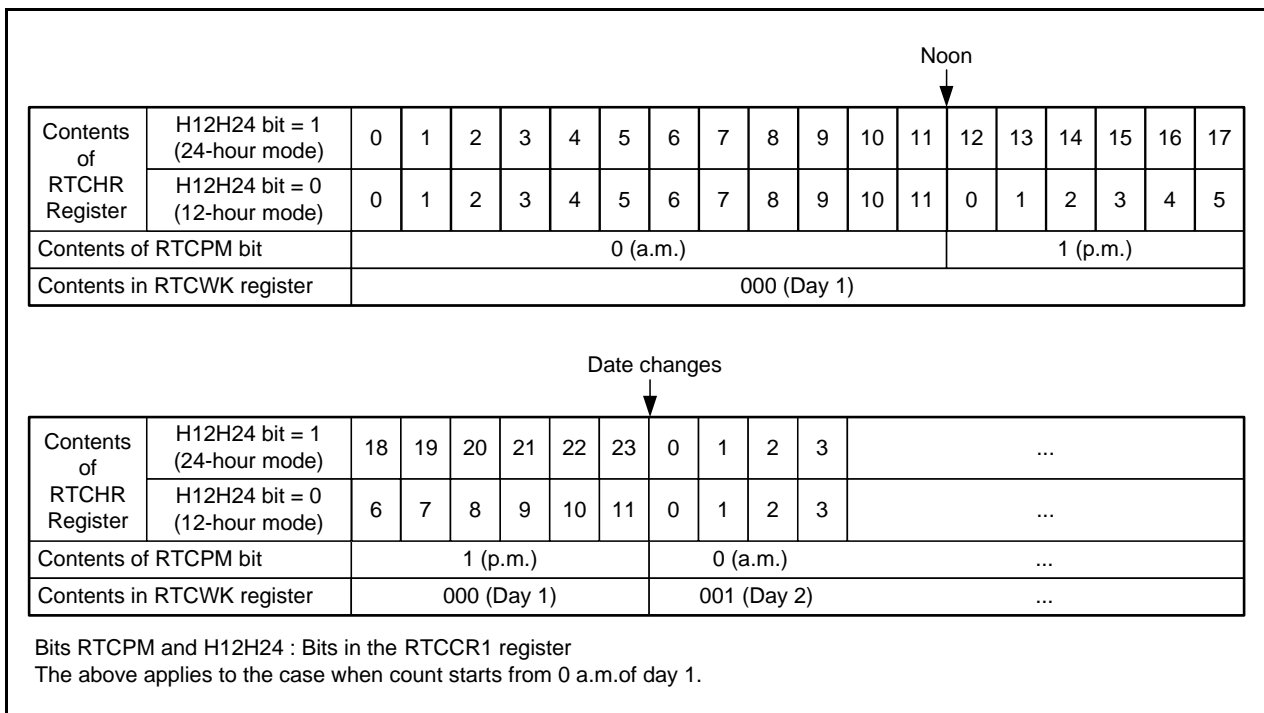 Noon
Contents of RTCHR Register
H12H24 bit = 1 (24-hour mode) 0 1 2 3 4 5 6 7 8 9 10 11 12 13 14 15 16 17
H12H24 bit = 0 (12-hour mode) 0 1 2 3 4 5 6 7 8 9 10 11 0 1 2 3 4 5
Contents of RTCPM bit 0 (a.m.) 1 (p.m.)
Contents in RTCWK register 000 (Day 1)
Date changes
Contents of RTCHR Register
H12H24 bit = 1 (24-hour mode) 18 19 20 21 22 23 0 1 2 3 ...
H12H24 bit = 0 (12-hour mode) 6 7 8 9 10 11 0 1 2 3 ...
Contents of RTCPM bit 1 (p.m.) 0 (a.m.) ...
Contents in RTCWK register 000 (Day 1) 001 (Day 2) ...
Bits RTCPM and H12H24 : Bits in the RTCCR1 register
The above applies to the case when count starts from 0 a.m.of day 1.